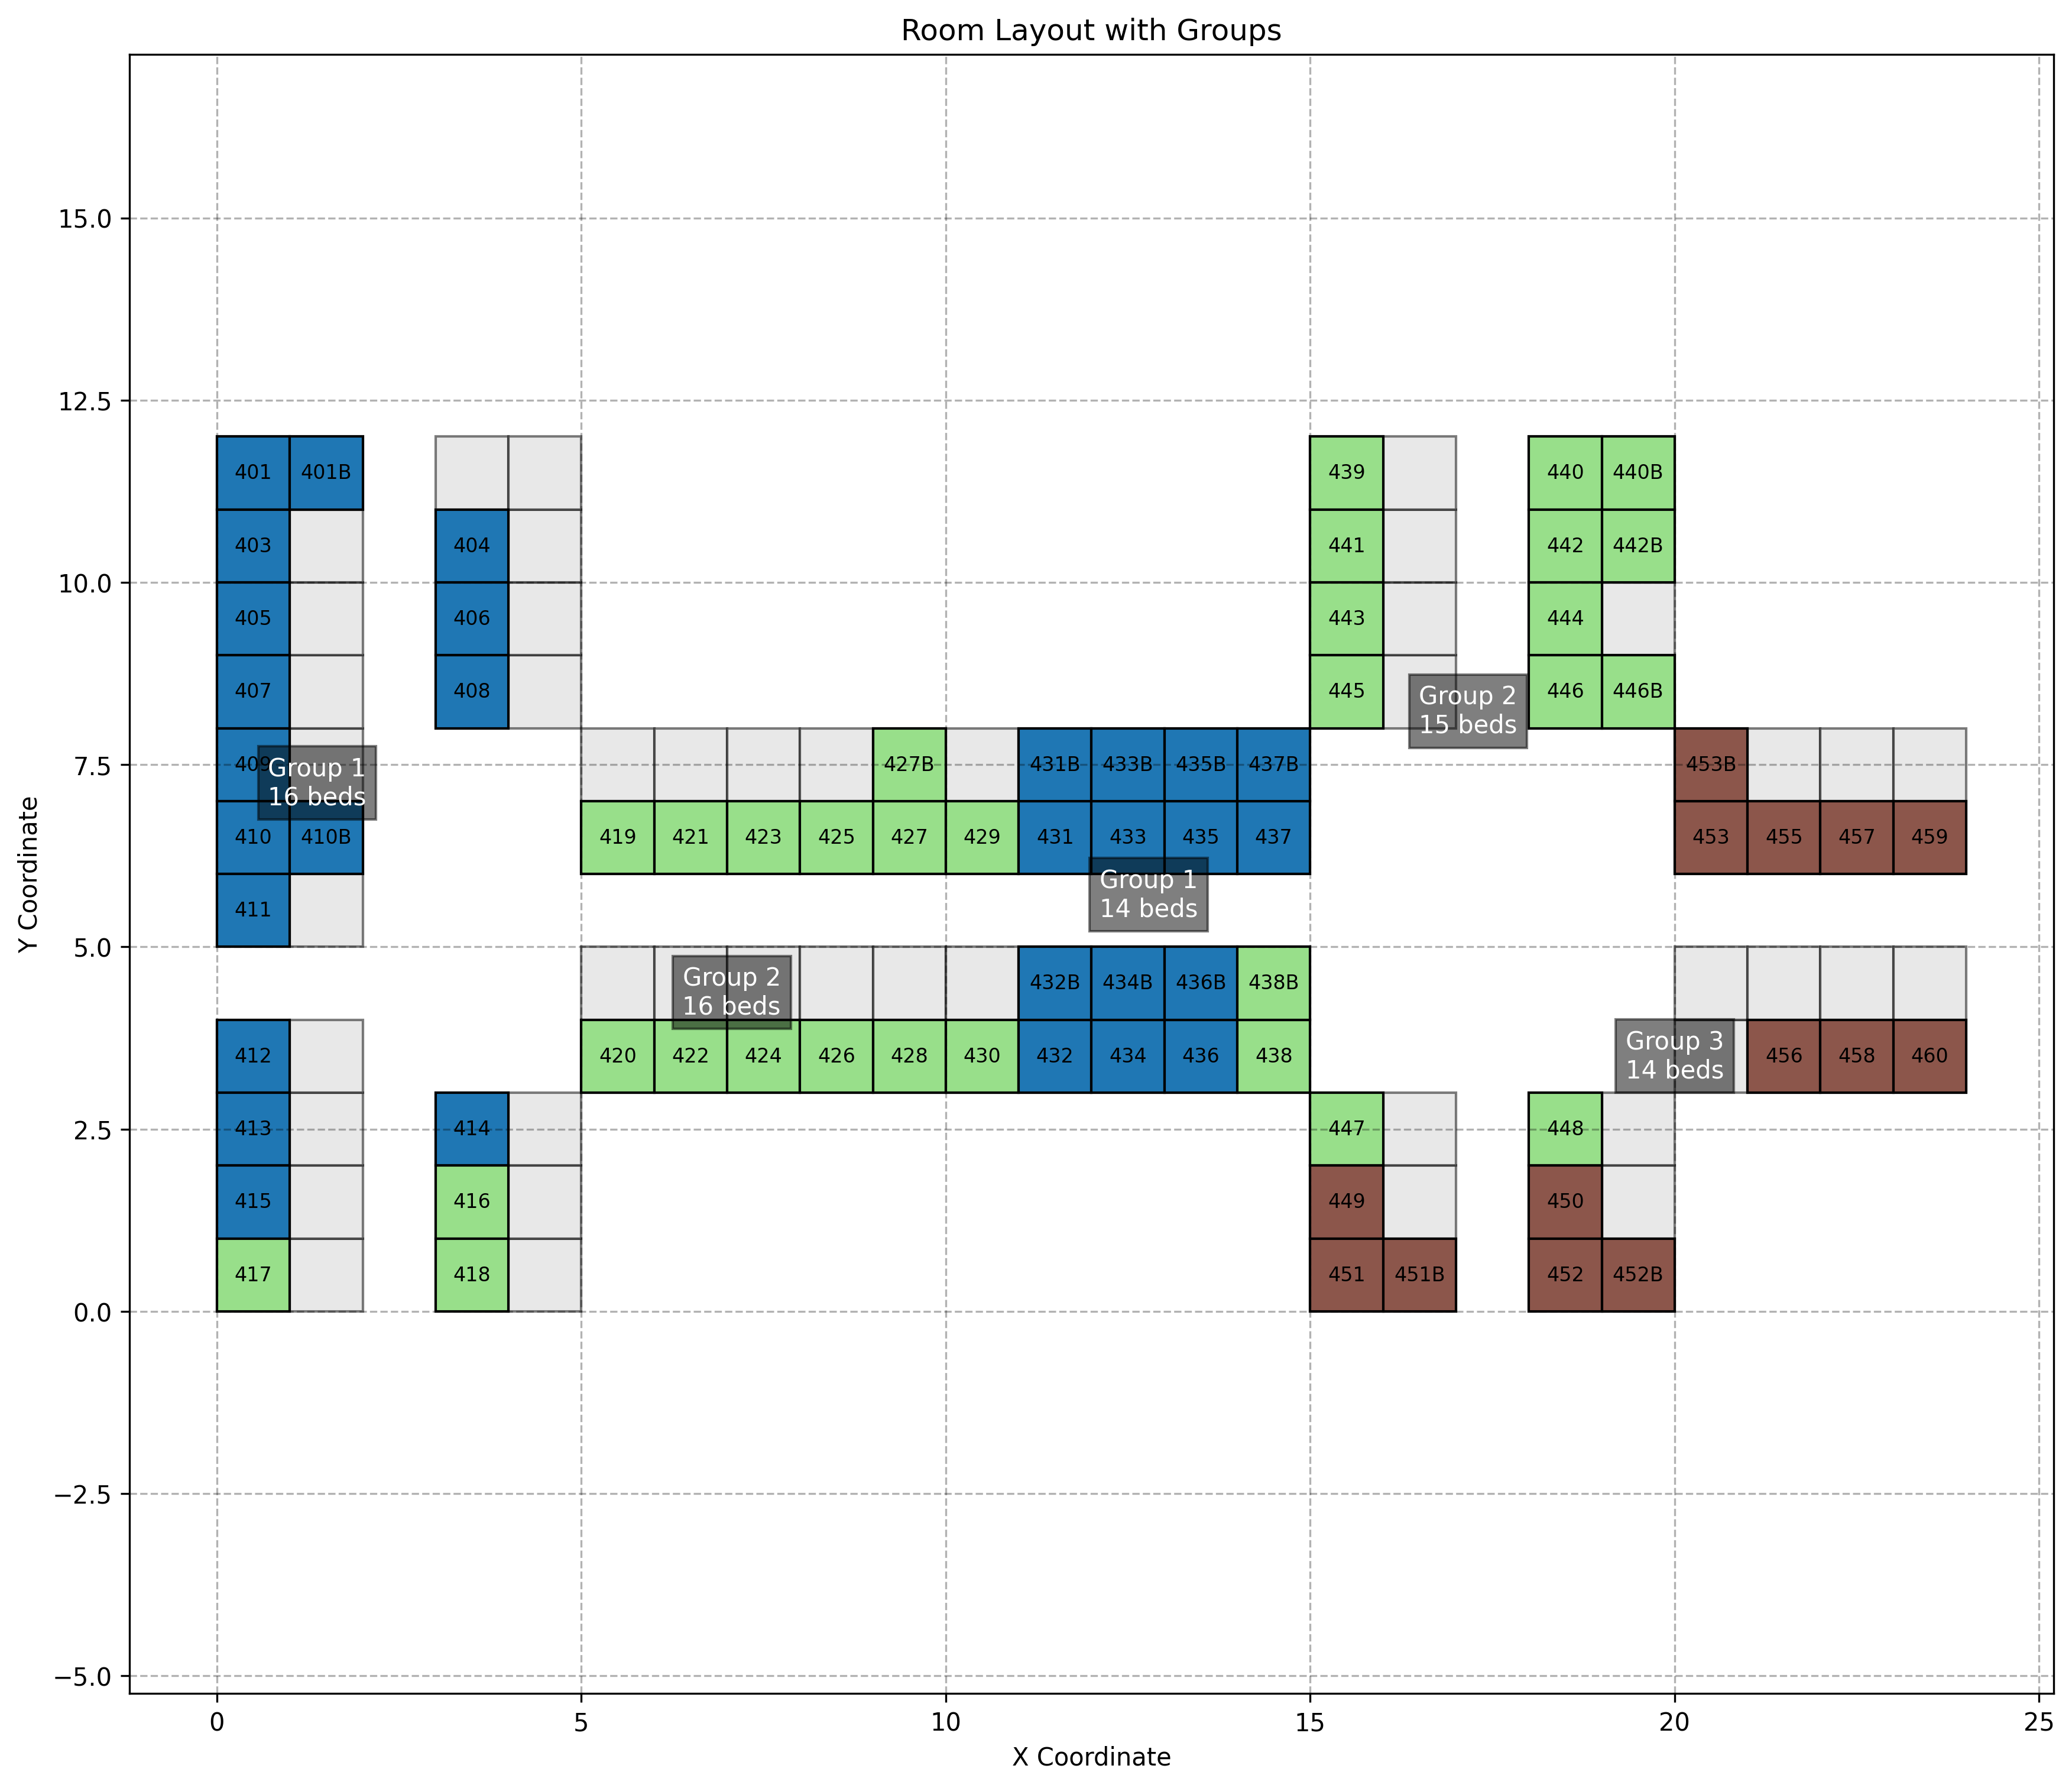 Room Layout with Groups
15.0
12.5
401 401B 439 440 440B
403 404 441 442 442B
10.0
405 406 443 444
407 408 445 Group 2 446 446B
15 beds
7.5
409 Group 1 427B 431B 433B 435B 437B 453B
16 beds
410 410B 419 421 423 425 427 429 431 433 435 437 453 455 457 459
411 Group 1
14 beds
5.0
Group 2 432B 434B 436B 438B
16 beds
412 420 422 424 426 428 430 432 434 436 438 Group 3 456 458 460
14 beds
2.5
413 414 447 448
415 416 449 450
417 418 451 451B 452 452B
0.0
−2.5
−5.0
0 5 10 15 20 25
X Coordinate
Y Coordinate